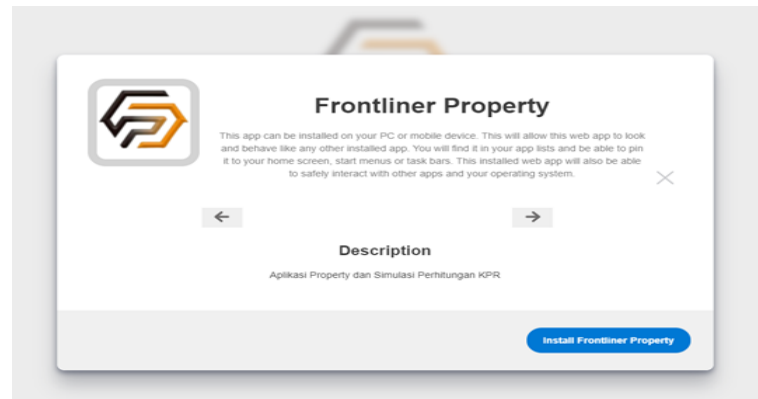 Frontliner Property
This app can be installed on your PC or mobile device. This will allow this web app to look
and behave like any other installed app. You will find it in your app lists and be able to pin
it to your home screen, start menus or task bars. This installed web app will also be able
to safely interact with other apps and your operating system.
Description
Aplikasi Property dan Simulasi Perhitungan KPR
Install Frontliner Property